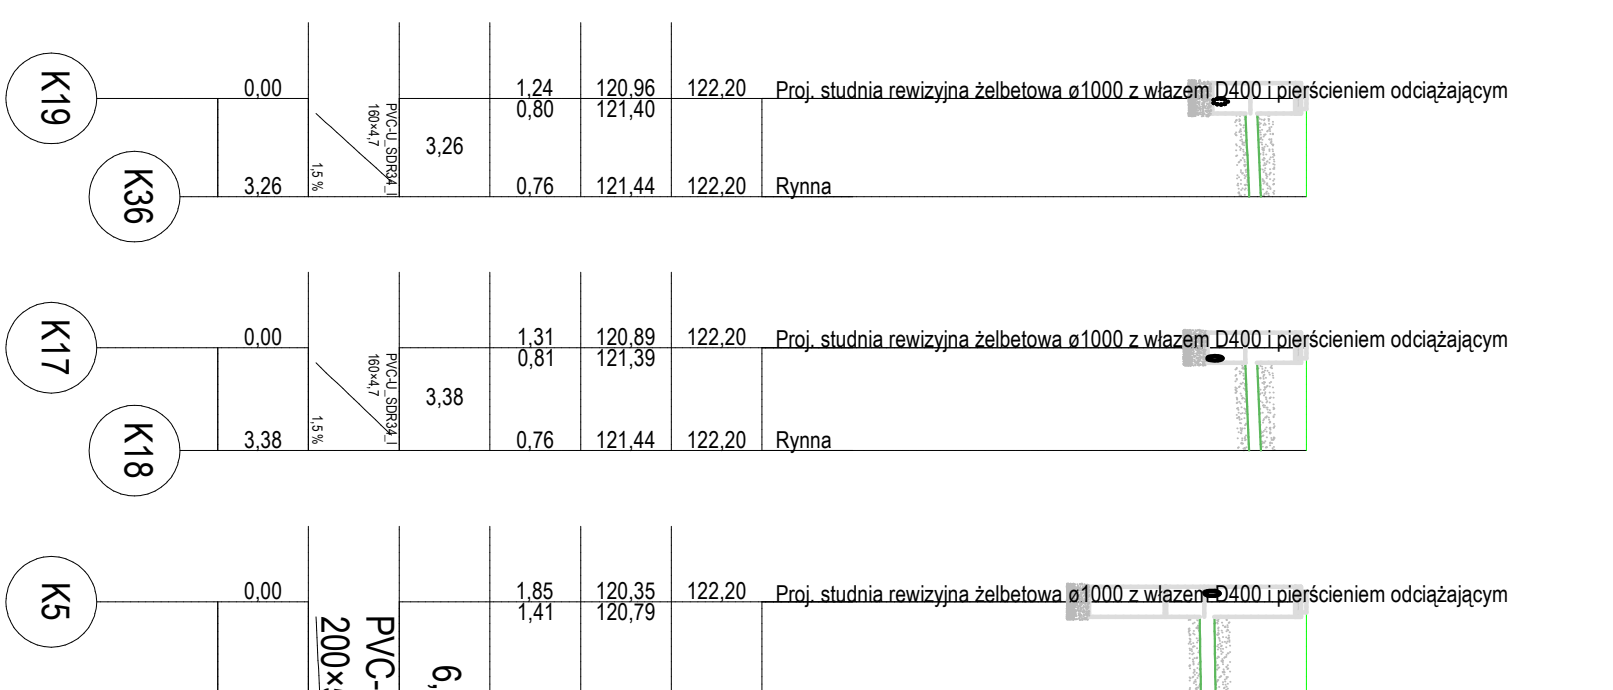 K19
0,00
1,24
120,96
122,20
Proj. studnia rewizyjna żelbetowa ø1000 z włazem D400 i pierścieniem odciążającym
0,80
121,40
PVC-U_SDR34_I
160×4,7
1,5 %
3,26
K36
3,26
0,76
121,44
122,20
Rynna
K17
0,00
1,31
120,89
122,20
Proj. studnia rewizyjna żelbetowa ø1000 z włazem D400 i pierścieniem odciążającym
0,81
121,39
PVC-U_SDR34_I
160×4,7
1,5 %
3,38
K18
3,38
0,76
121,44
122,20
Rynna
K5
0,00
1,85
120,35
122,20
Proj. studnia rewizyjna żelbetowa ø1000 z włazem D400 i pierścieniem odciążającym
1,41
120,79
PVC-
200×
6,